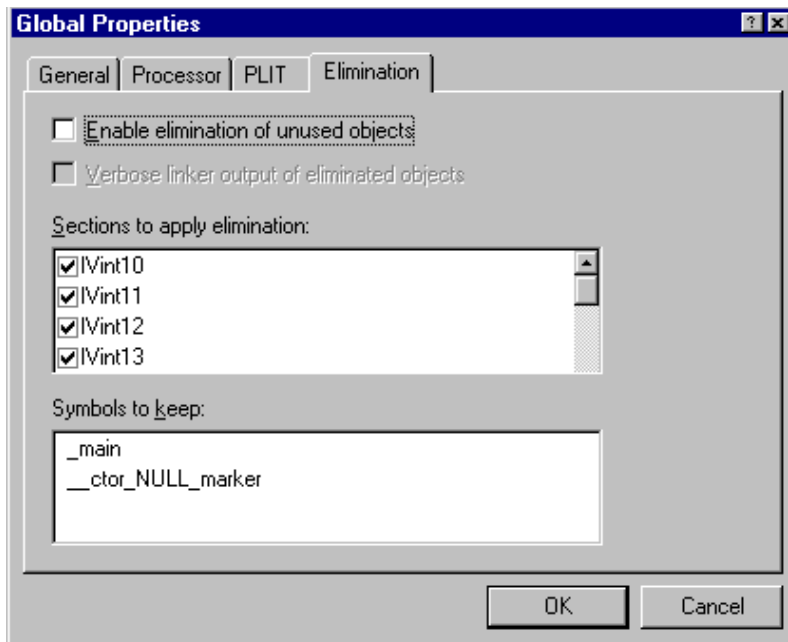 Global Properties
General Processor PLIT Elimination
Enable elimination of unused objects
Verbose linker output of eliminated objects
Sections to apply elimination:
IVint10
IVint11
IVint12
IVint13
Symbols to keep:
_main
__ctor_NULL_marker
OK Cancel